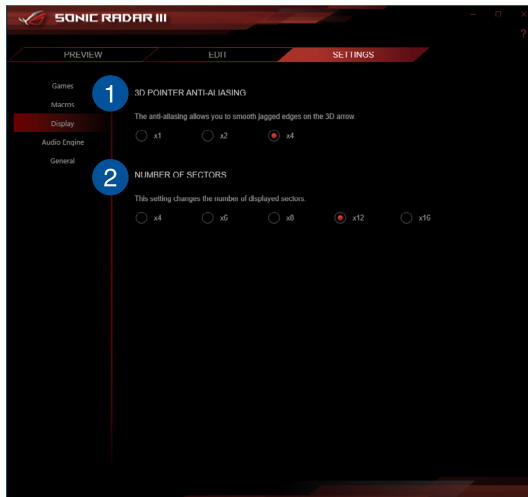 SONIC RADAR III
?
PREVIEW EDIT SETTINGS
Games
Macros
Display
Audio Engine
General
1
3D POINTER ANTI-ALIASING
The anti-aliasing allows you to smooth jagged edges on the 3D arrow.
x1 x2 x4
2
NUMBER OF SECTORS
This setting changes the number of displayed sectors.
x4 x6 x8 x12 x16